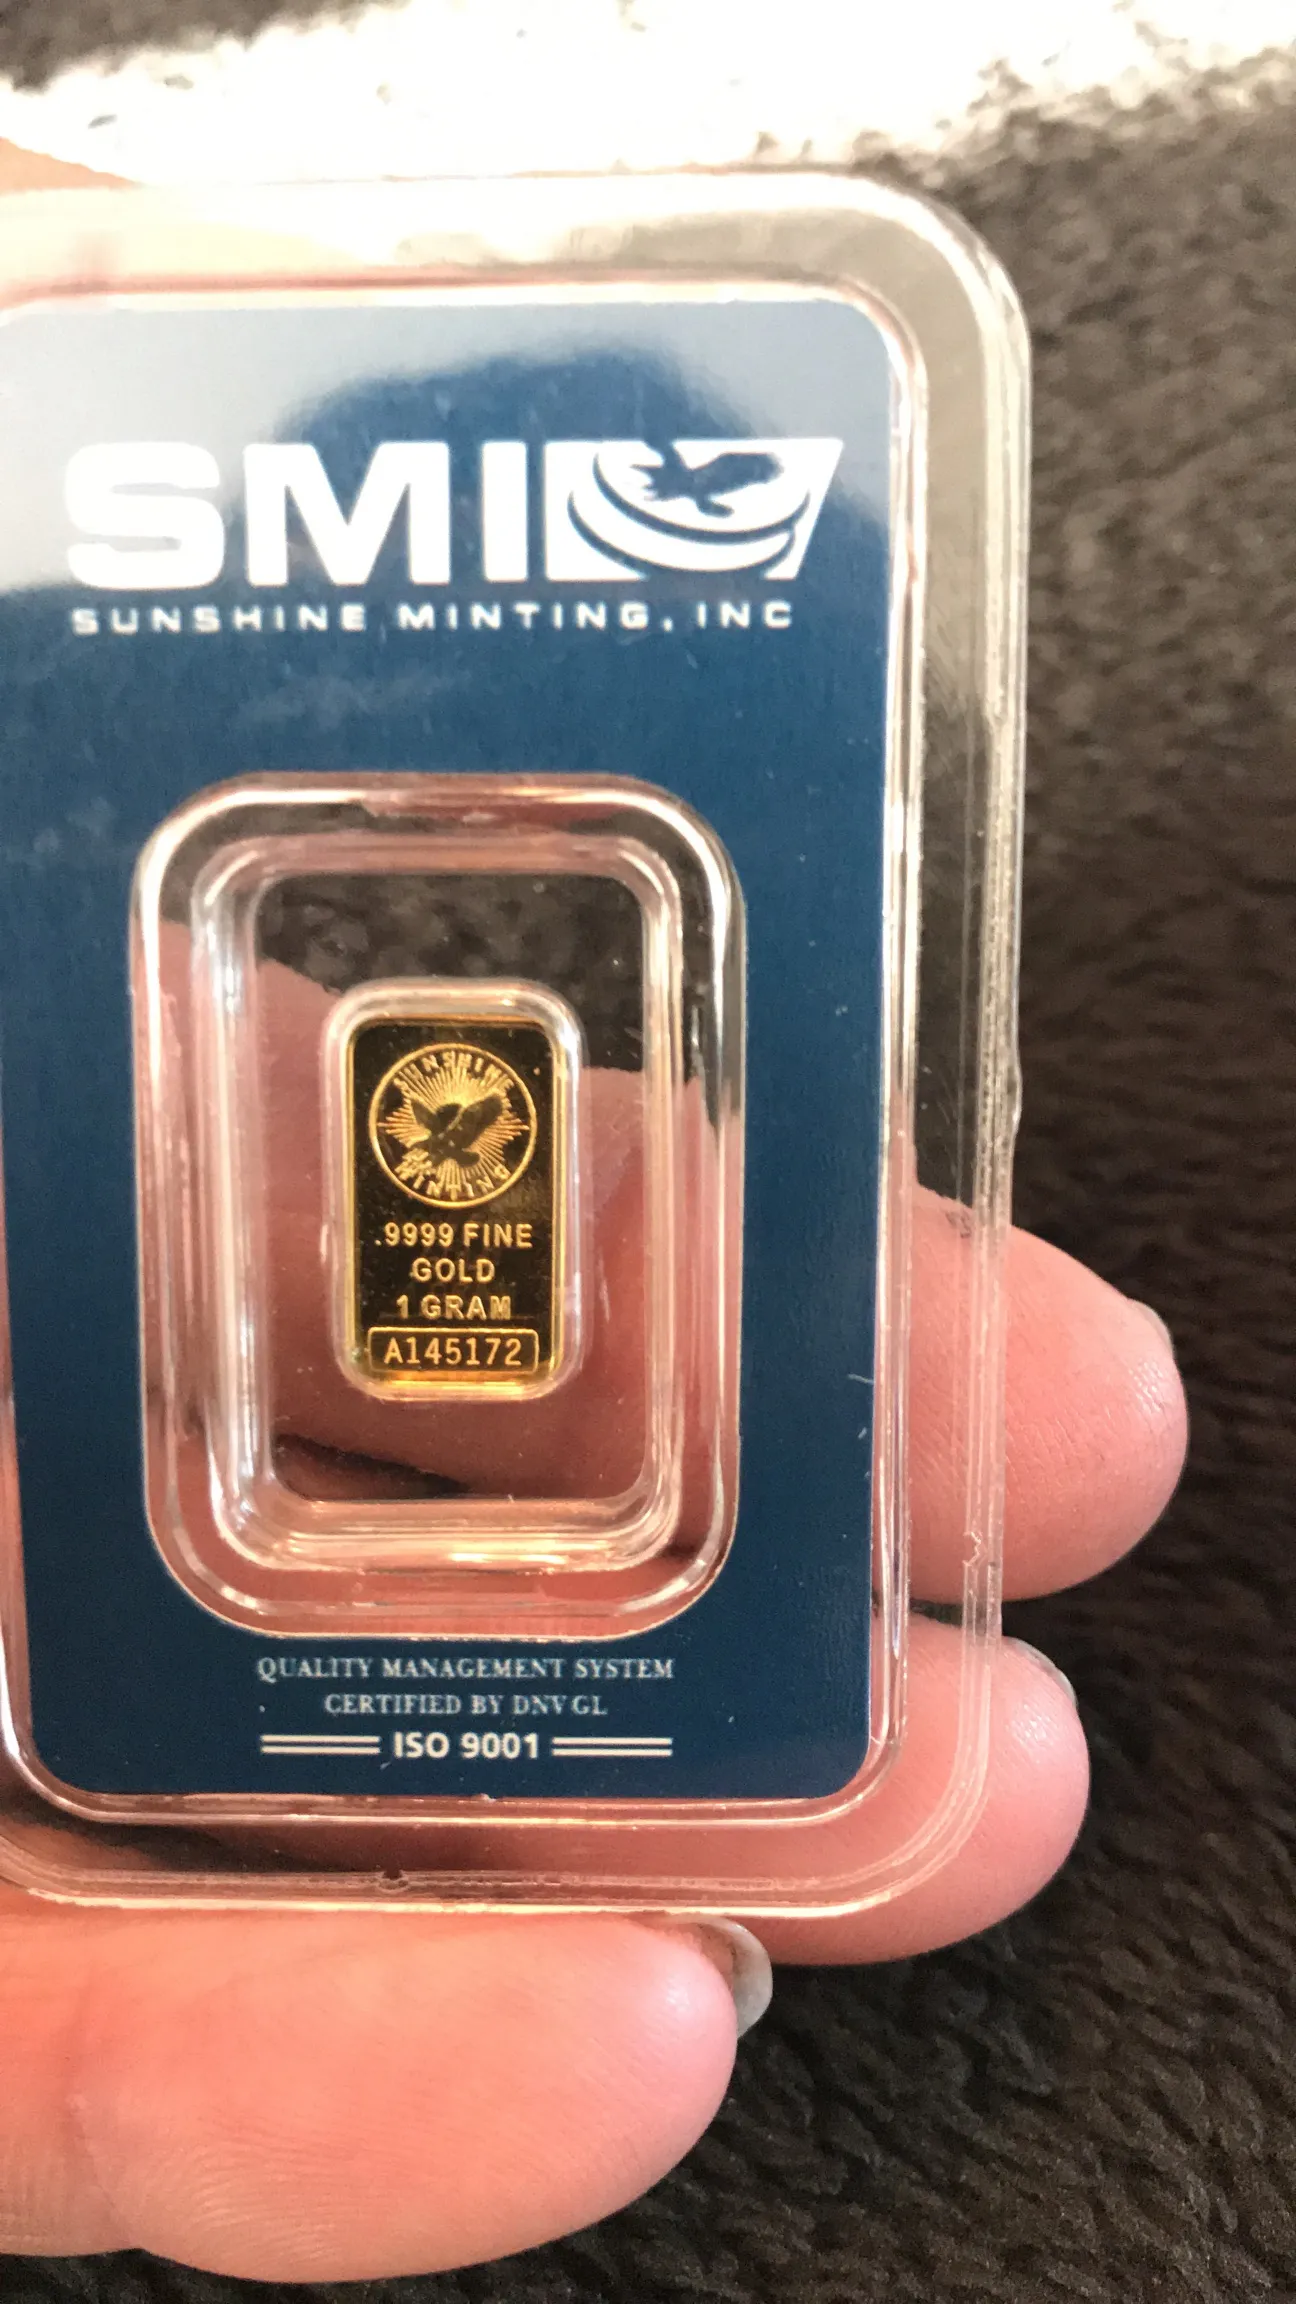 SMI
SUNSHINE MINTING, INC
SUNSHINE
MINTING
.9999 FINE
GOLD
1 GRAM
A145172
QUALITY MANAGEMENT SYSTEM
CERTIFIED BY DNV GL
ISO 9001